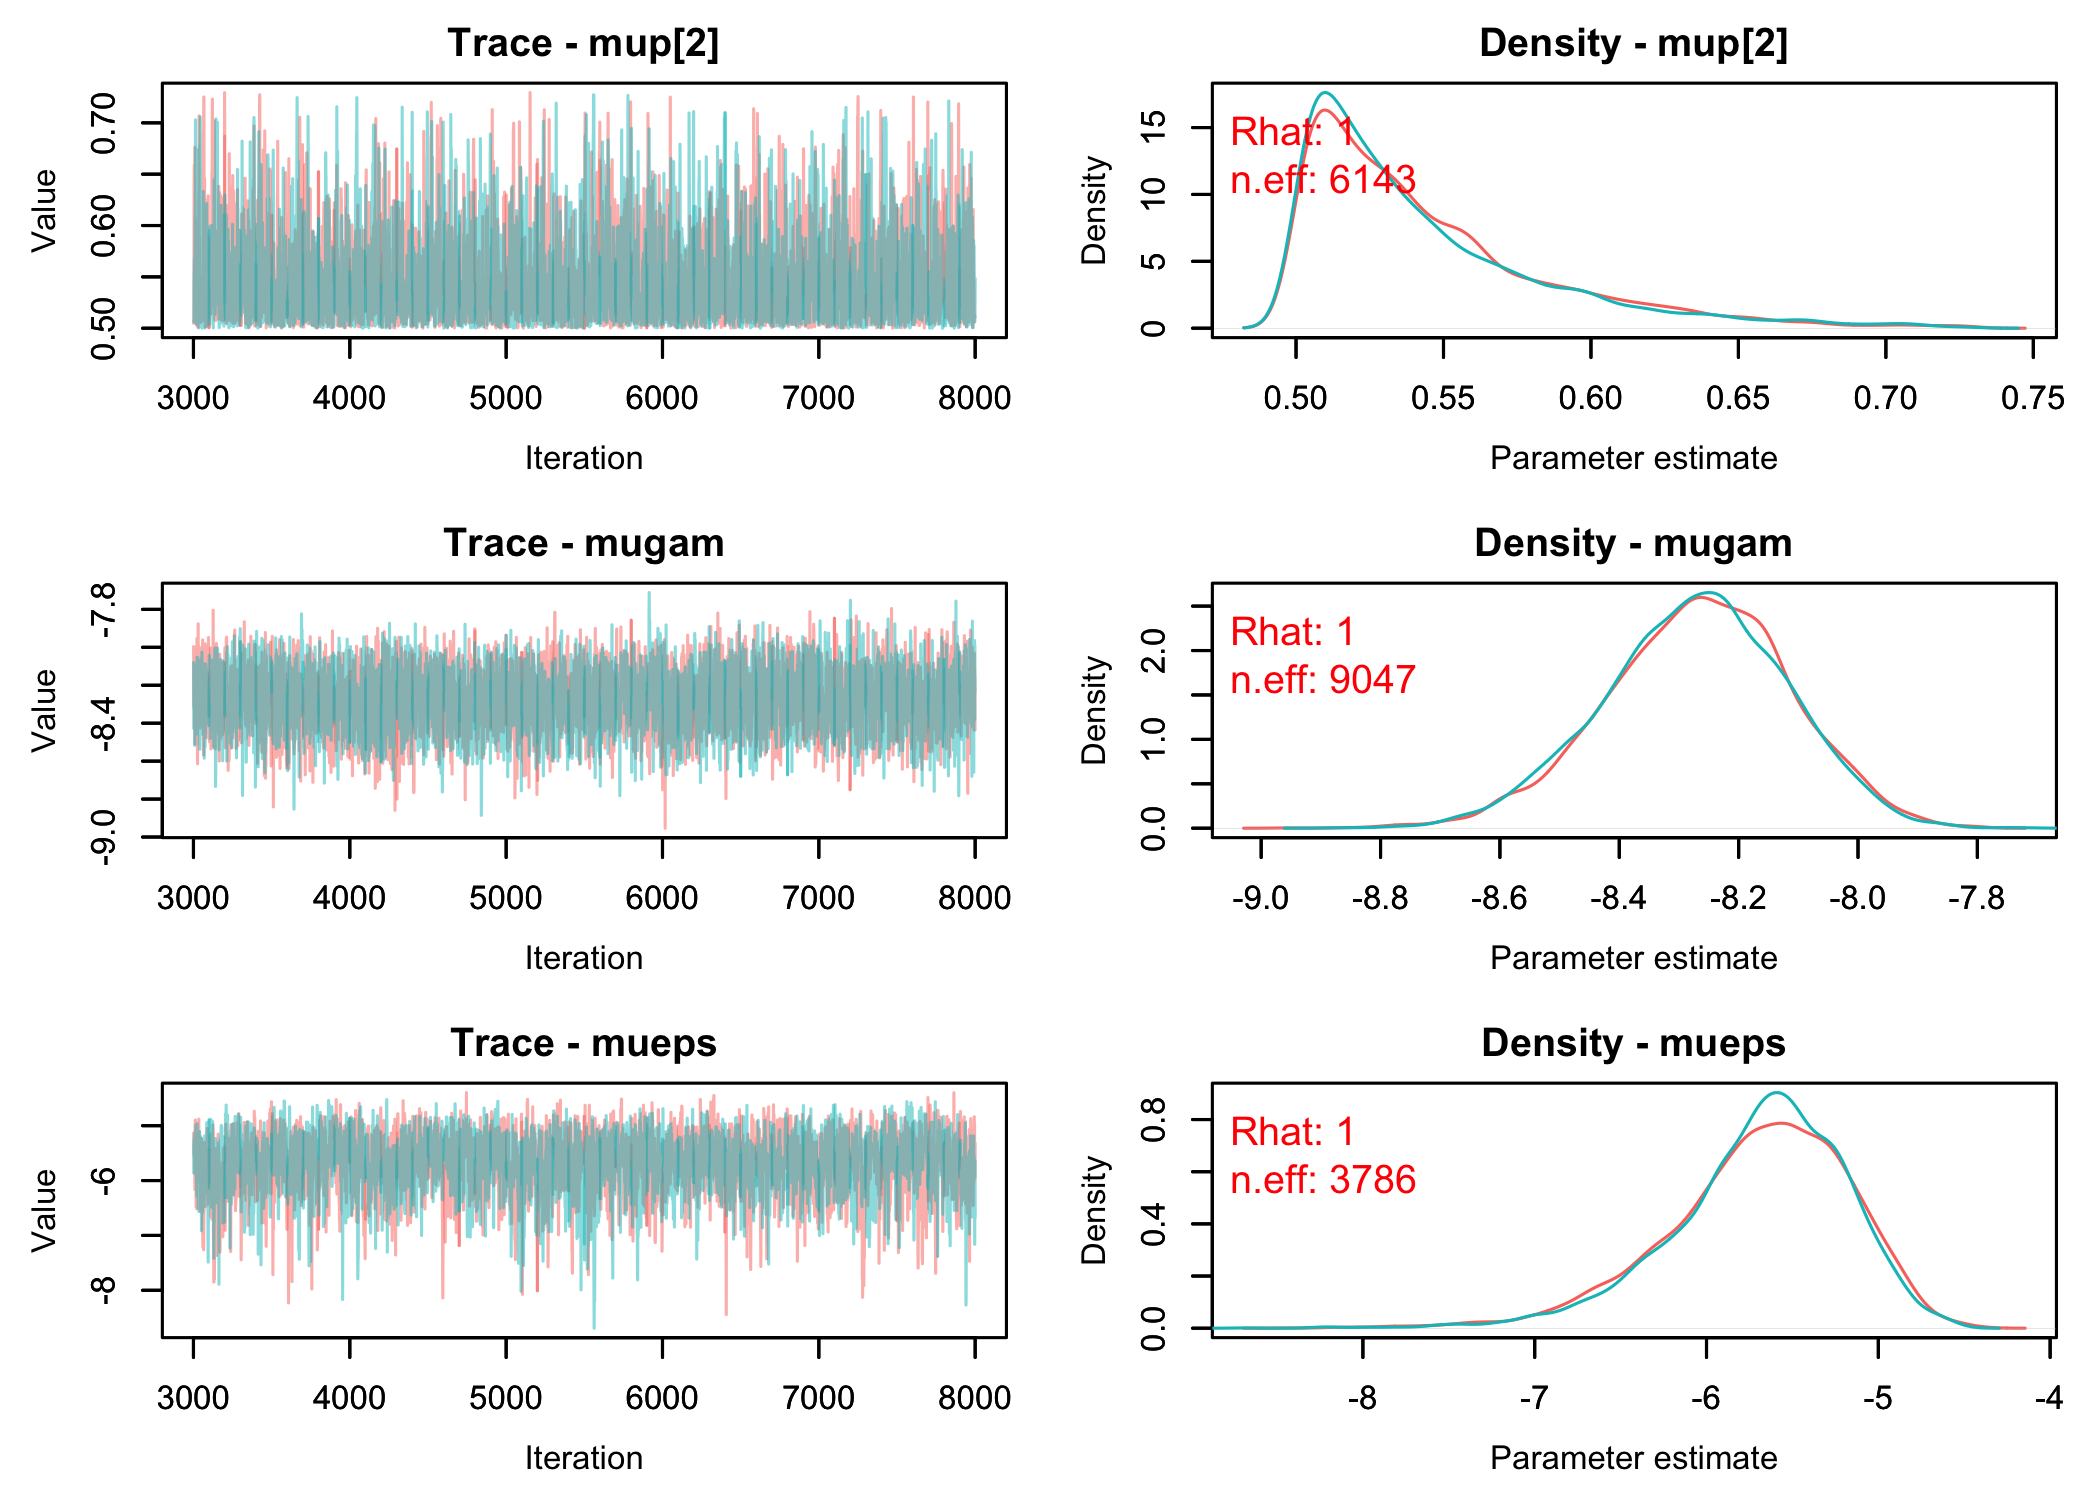 Trace - mup[2]
Value
0.50 0.60 0.70
3000 4000 5000 6000 7000 8000
Iteration
Density - mup[2]
Rhat: 1
n.eff: 6143
Density
0 5 10 15
0.50 0.55 0.60 0.65 0.70 0.75
Parameter estimate
Trace - mugam
Value
-9.0 -8.4 -7.8
3000 4000 5000 6000 7000 8000
Iteration
Density - mugam
Rhat: 1
n.eff: 9047
Density
0.0 1.0 2.0
-9.0 -8.8 -8.6 -8.4 -8.2 -8.0 -7.8
Parameter estimate
Trace - mueps
Value
-8 -6
3000 4000 5000 6000 7000 8000
Iteration
Density - mueps
Rhat: 1
n.eff: 3786
Density
0.0 0.4 0.8
-8 -7 -6 -5 -4
Parameter estimate